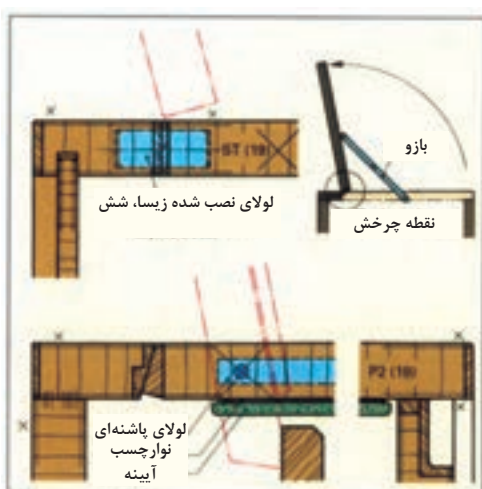 بازو
ST (19)
لولای نصب شده زیسا، شش
نقطه چرخش
P2 (19)
لولای پاشنه‌ای
نوارچسب
آیینه